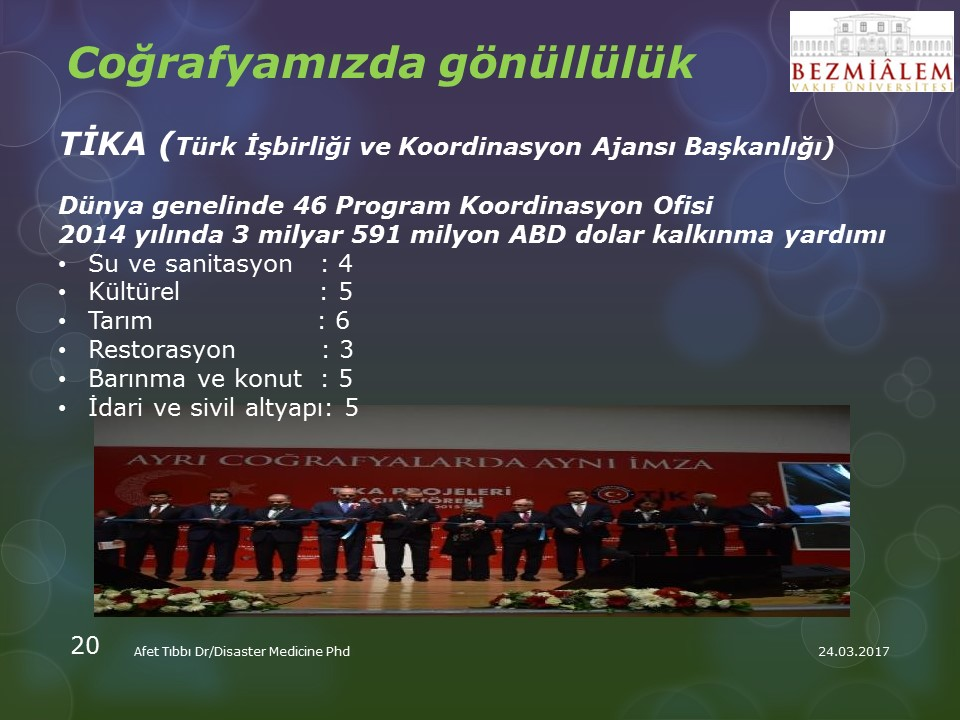 Coğrafyamızda gönüllülük
BEZMİÂLEM
VAKIF ÜNİVERSİTESİ
TİKA (Türk İşbirliği ve Koordinasyon Ajansı Başkanlığı)
Dünya genelinde 46 Program Koordinasyon Ofisi
2014 yılında 3 milyar 591 milyon ABD dolar kalkınma yardımı
• Su ve sanitasyon : 4
• Kültürel : 5
• Tarım : 6
• Restorasyon : 3
• Barınma ve konut : 5
• İdari ve sivil altyapı: 5
AYRI COĞRAFYALARDA AYNI İMZA
TİKA PROJELERİ
AÇILIŞ TÖRENİ
20
Afet Tıbbı Dr/Disaster Medicine Phd
24.03.2017